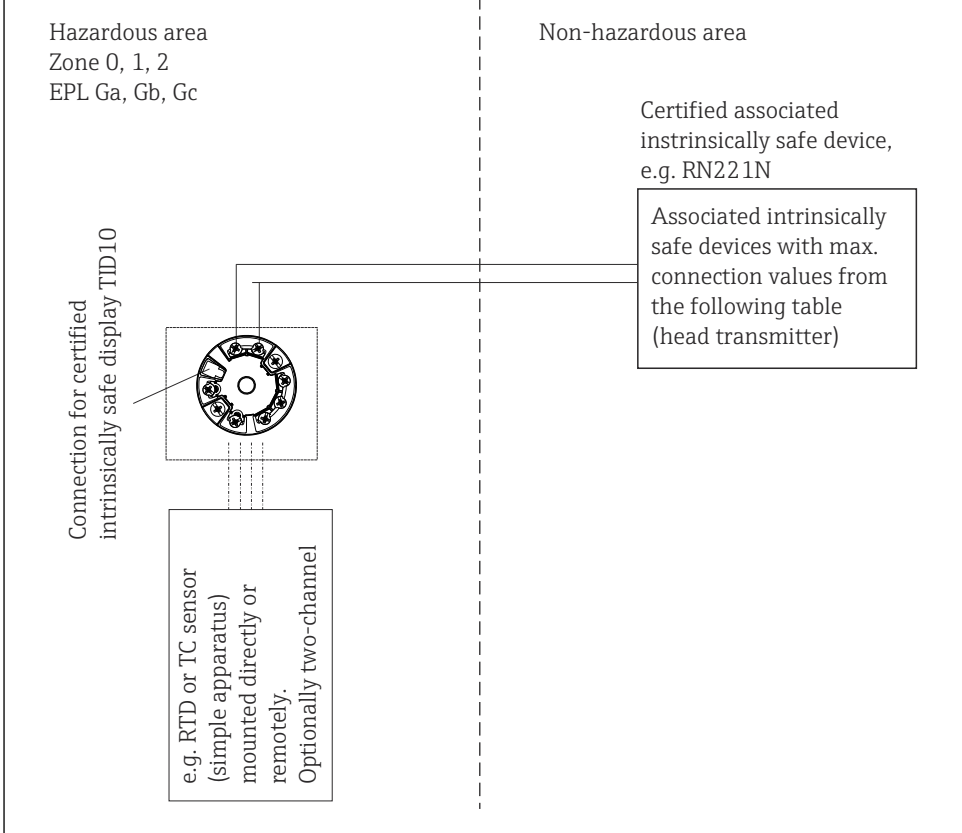 Hazardous area
Zone 0, 1, 2
EPL Ga, Gb, Gc
Non-hazardous area
Certified associated
instrinsically safe device,
e.g. RN221N
Associated intrinsically
safe devices with max.
connection values from
the following table
(head transmitter)
Connection for certified
intrinsically safe display TID10
e.g. RTD or TC sensor
(simple apparatus)
mounted directly or
remotely.
Optionally two-channel